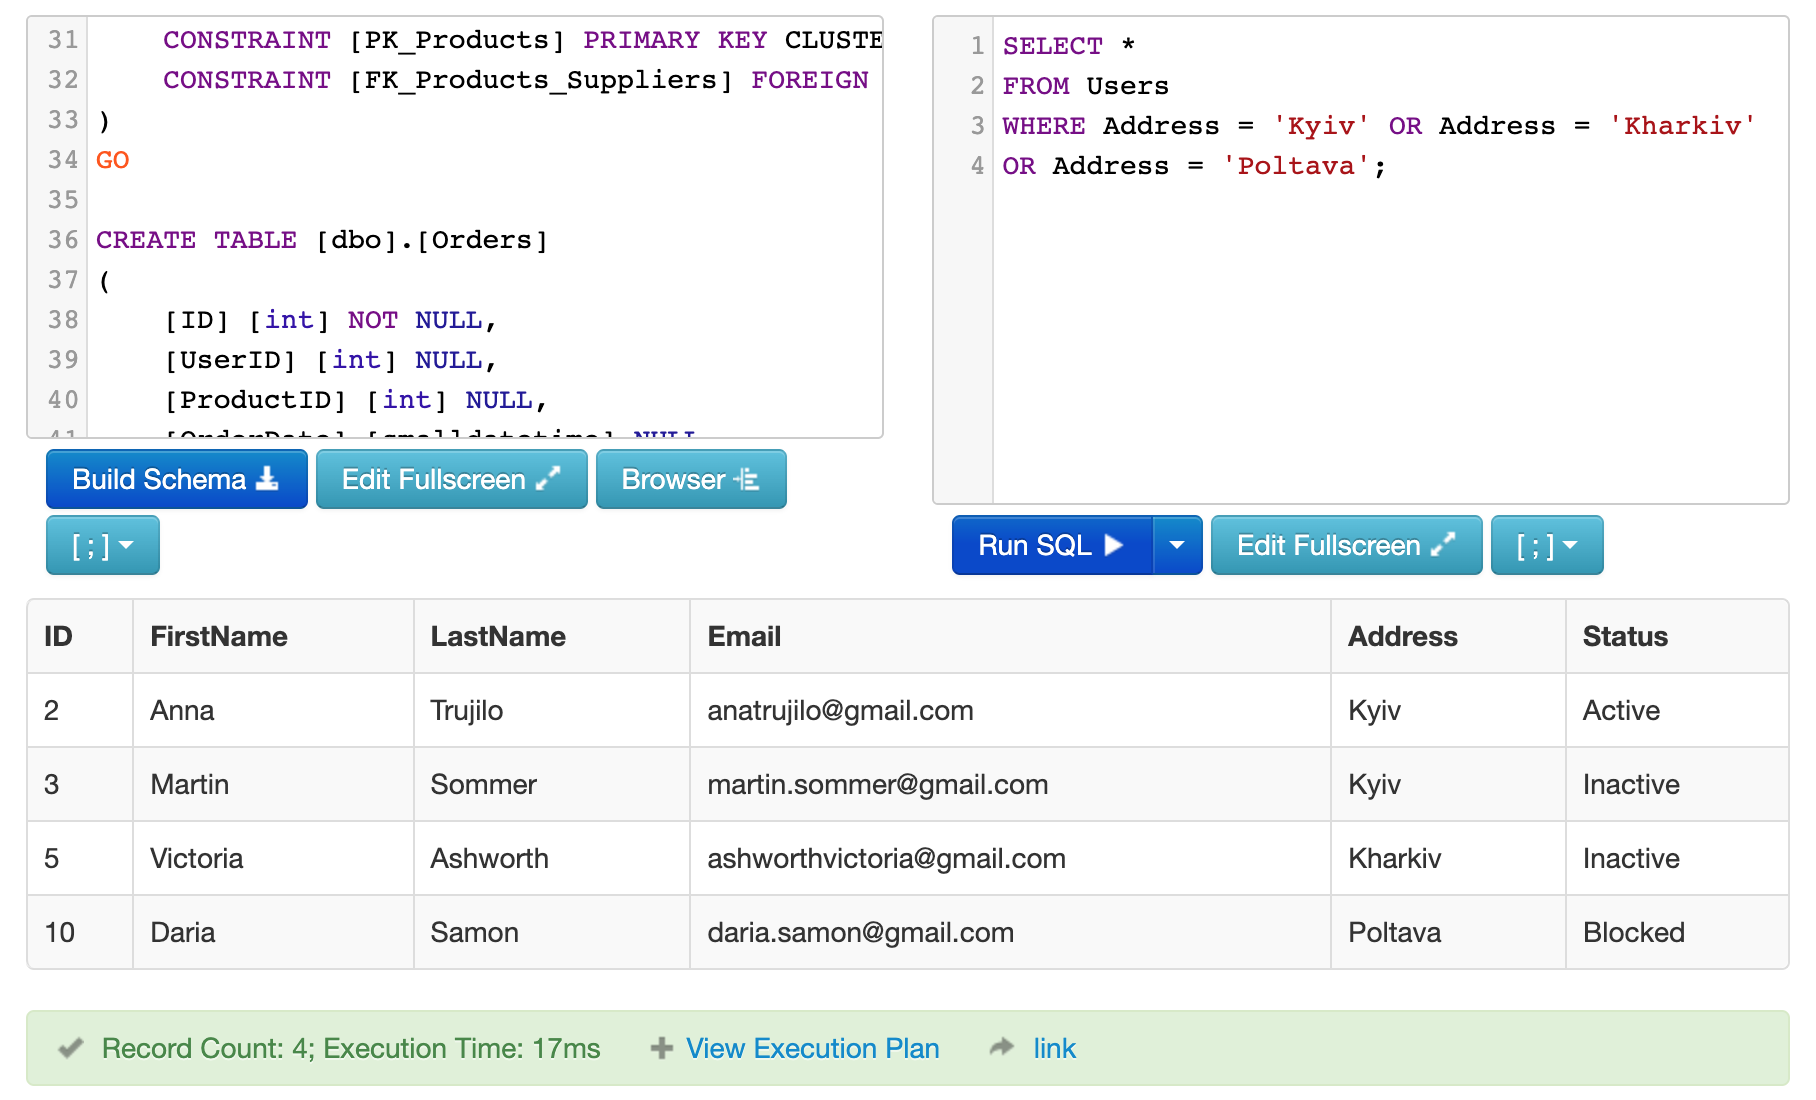 31 CONSTRAINT [PK_Products] PRIMARY KEY CLUSTE
32 CONSTRAINT [FK_Products_Suppliers] FOREIGN
33 )
34 GO
35
36 CREATE TABLE [dbo].[Orders]
37 (
38 [ID] [int] NOT NULL,
39 [UserID] [int] NULL,
40 [ProductID] [int] NULL,
41 [OrderDate] [smalldatetime] NULL
Build Schema Edit Fullscreen Browser
[ ; ]
1 SELECT *
2 FROM Users
3 WHERE Address = 'Kyiv' OR Address = 'Kharkiv'
4 OR Address = 'Poltava';
Run SQL Edit Fullscreen [ ; ]
ID FirstName LastName Email Address Status
2 Anna Trujilo anatrujilo@gmail.com Kyiv Active
3 Martin Sommer martin.sommer@gmail.com Kyiv Inactive
5 Victoria Ashworth ashworthvictoria@gmail.com Kharkiv Inactive
10 Daria Samon daria.samon@gmail.com Poltava Blocked
Record Count: 4; Execution Time: 17ms View Execution Plan link